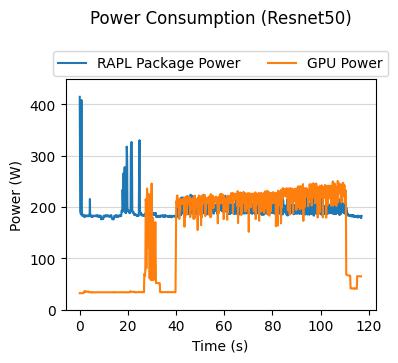 Power Consumption (Resnet50)
RAPL Package Power GPU Power
400
300
200
100
0
Power (W)
0 20 40 60 80 100 120
Time (s)